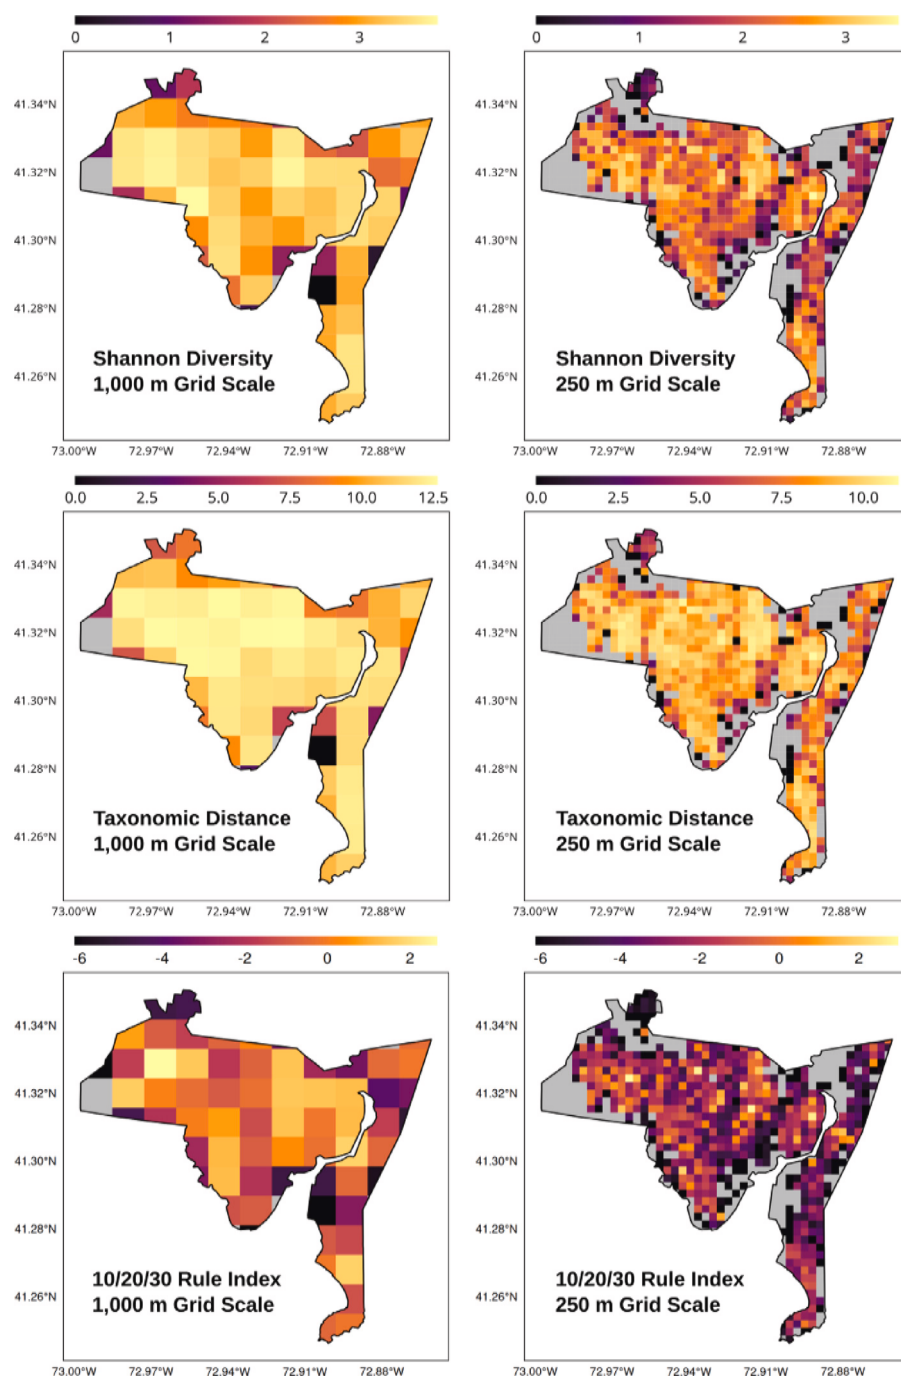 0 1 2 3
0 1 2 3
41.34°N
41.32°N
41.30°N
41.28°N
41.26°N
Shannon Diversity
1,000 m Grid Scale
73.00°W 72.97°W 72.94°W 72.91°W 72.88°W
41.34°N
41.32°N
41.30°N
41.28°N
41.26°N
Shannon Diversity
250 m Grid Scale
73.00°W 72.97°W 72.94°W 72.91°W 72.88°W
0.0 2.5 5.0 7.5 10.0 12.5
0.0 2.5 5.0 7.5 10.0
41.34°N
41.32°N
41.30°N
41.28°N
41.26°N
Taxonomic Distance
1,000 m Grid Scale
73.00°W 72.97°W 72.94°W 72.91°W 72.88°W
41.34°N
41.32°N
41.30°N
41.28°N
41.26°N
Taxonomic Distance
250 m Grid Scale
73.00°W 72.97°W 72.94°W 72.91°W 72.88°W
-6 -4 -2 0 2
-6 -4 -2 0 2
41.34°N
41.32°N
41.30°N
41.28°N
41.26°N
10/20/30 Rule Index
1,000 m Grid Scale
73.00°W 72.97°W 72.94°W 72.91°W 72.88°W
41.34°N
41.32°N
41.30°N
41.28°N
41.26°N
10/20/30 Rule Index
250 m Grid Scale
73.00°W 72.97°W 72.94°W 72.91°W 72.88°W